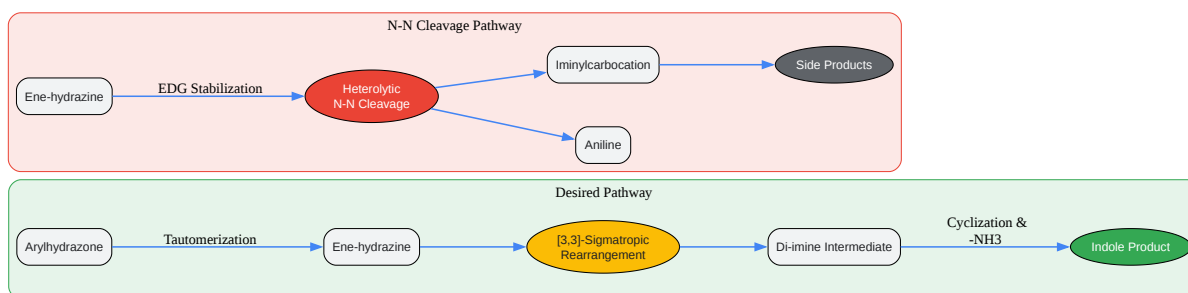 N-N Cleavage Pathway
Ene-hydrazine
EDG Stabilization
Heterolytic
N-N Cleavage
Iminylcarbocation
Side Products
Aniline
Desired Pathway
Arylhydrazone
Tautomerization
Ene-hydrazine
[3,3]-Sigmatropic
Rearrangement
Di-imine Intermediate
Cyclization &
-NH3
Indole Product